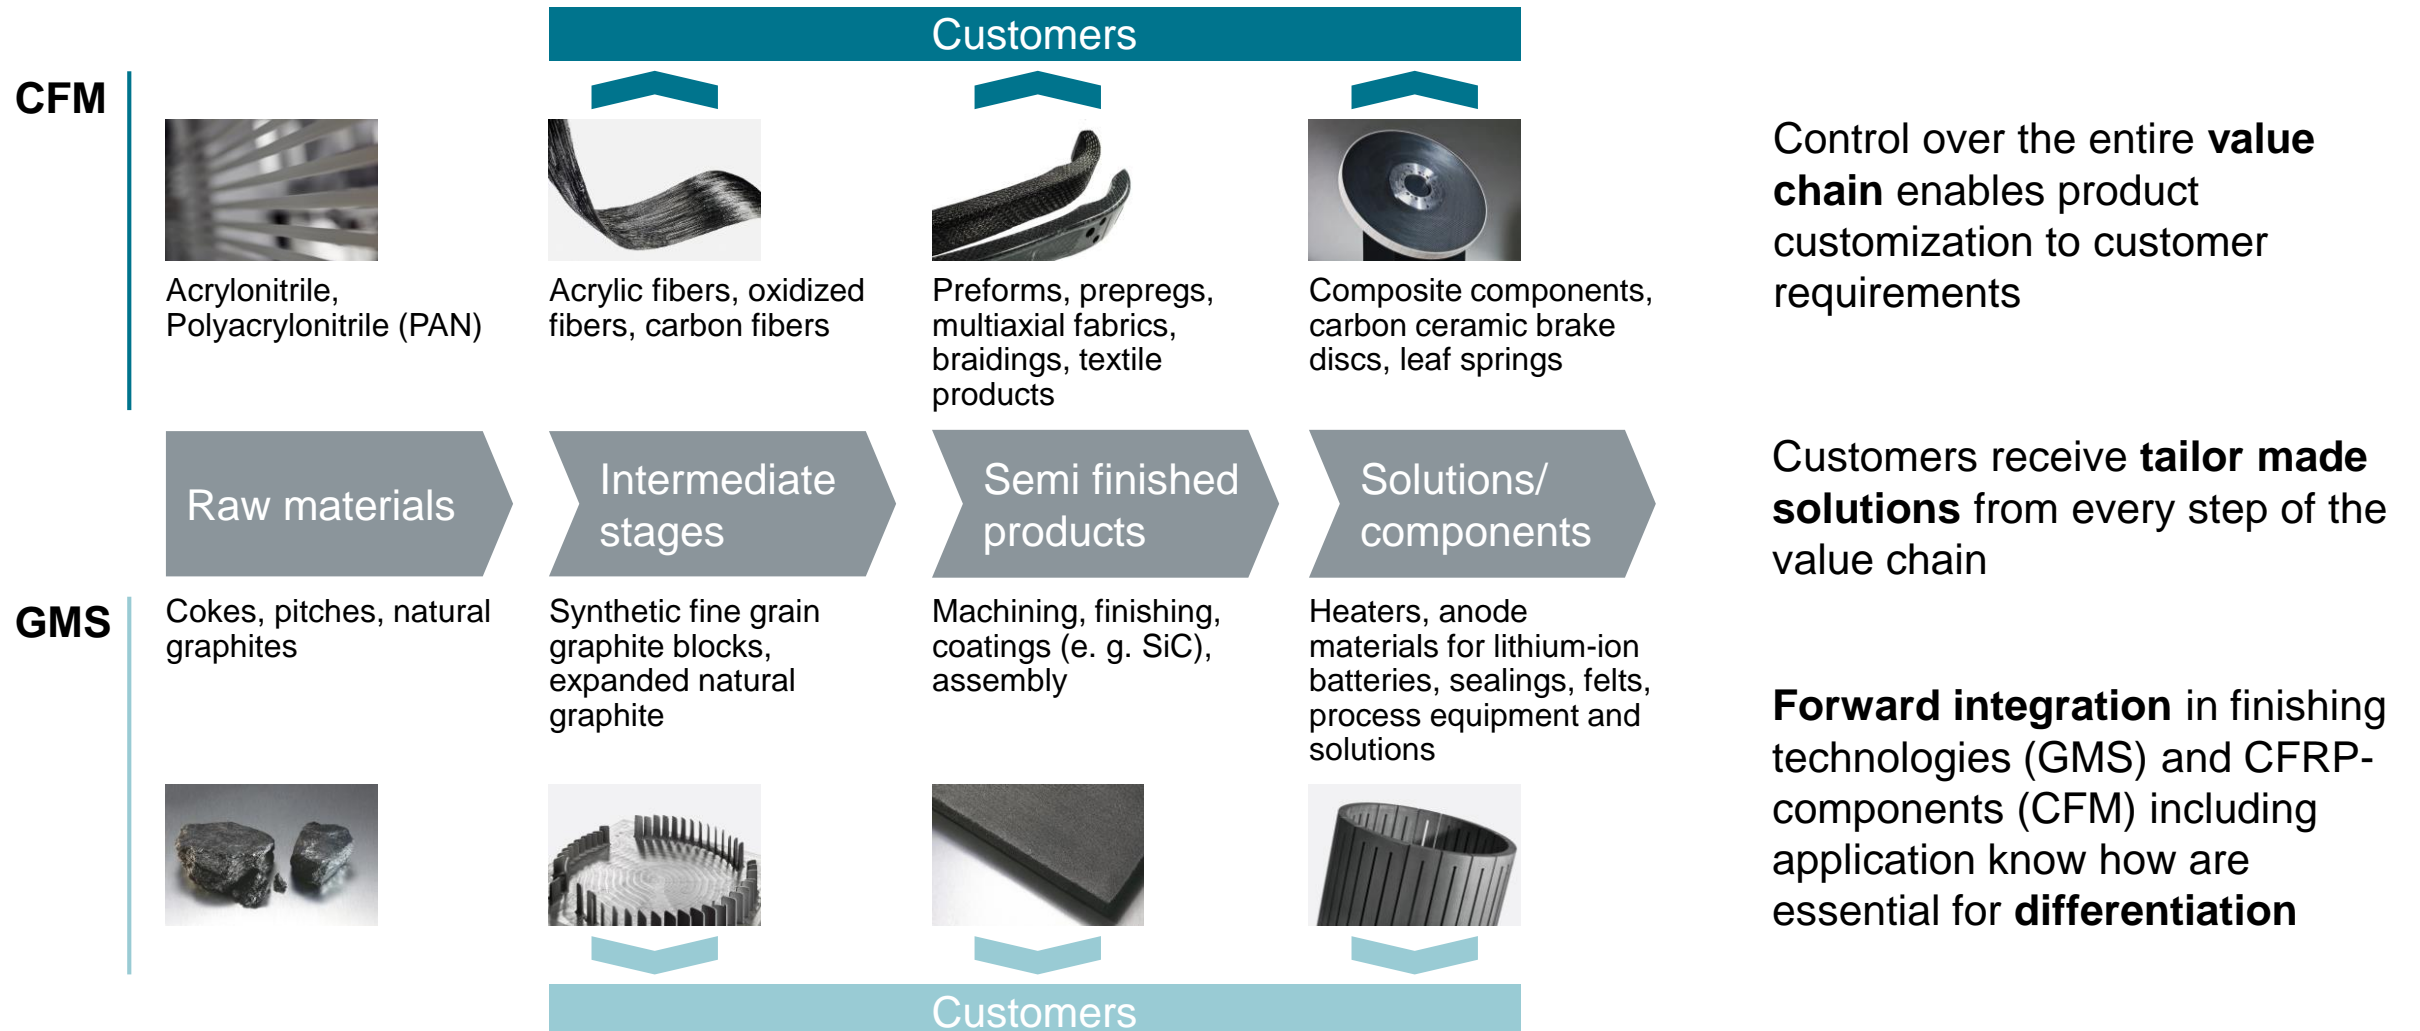 Customers
CFM
Acrylonitrile,
Polyacrylonitrile (PAN)
Acrylic fibers, oxidized
fibers, carbon fibers
Preforms, prepregs,
multiaxial fabrics,
braidings, textile
products
Composite components,
carbon ceramic brake
discs, leaf springs
Raw materials
Intermediate
stages
Semi finished
products
Solutions/
components
GMS
Cokes, pitches, natural
graphites
Synthetic fine grain
graphite blocks,
expanded natural
graphite
Machining, finishing,
coatings (e. g. SiC),
assembly
Heaters, anode
materials for lithium-ion
batteries, sealings, felts,
process equipment and
solutions
Customers
Control over the entire value
chain enables product
customization to customer
requirements
Customers receive tailor made
solutions from every step of the
value chain
Forward integration in finishing
technologies (GMS) and CFRP-
components (CFM) including
application know how are
essential for differentiation